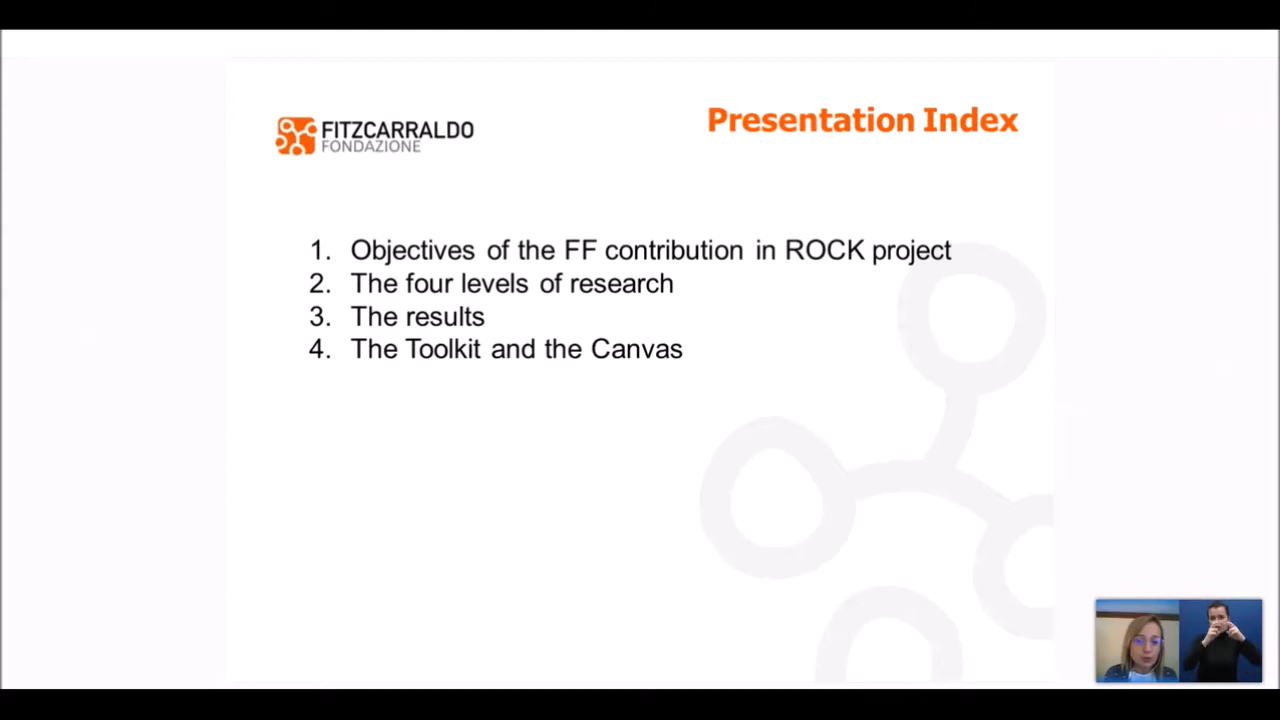 FITZCARRALDO
FONDAZIONE
Presentation Index
1. Objectives of the FF contribution in ROCK project
2. The four levels of research
3. The results
4. The Toolkit and the Canvas